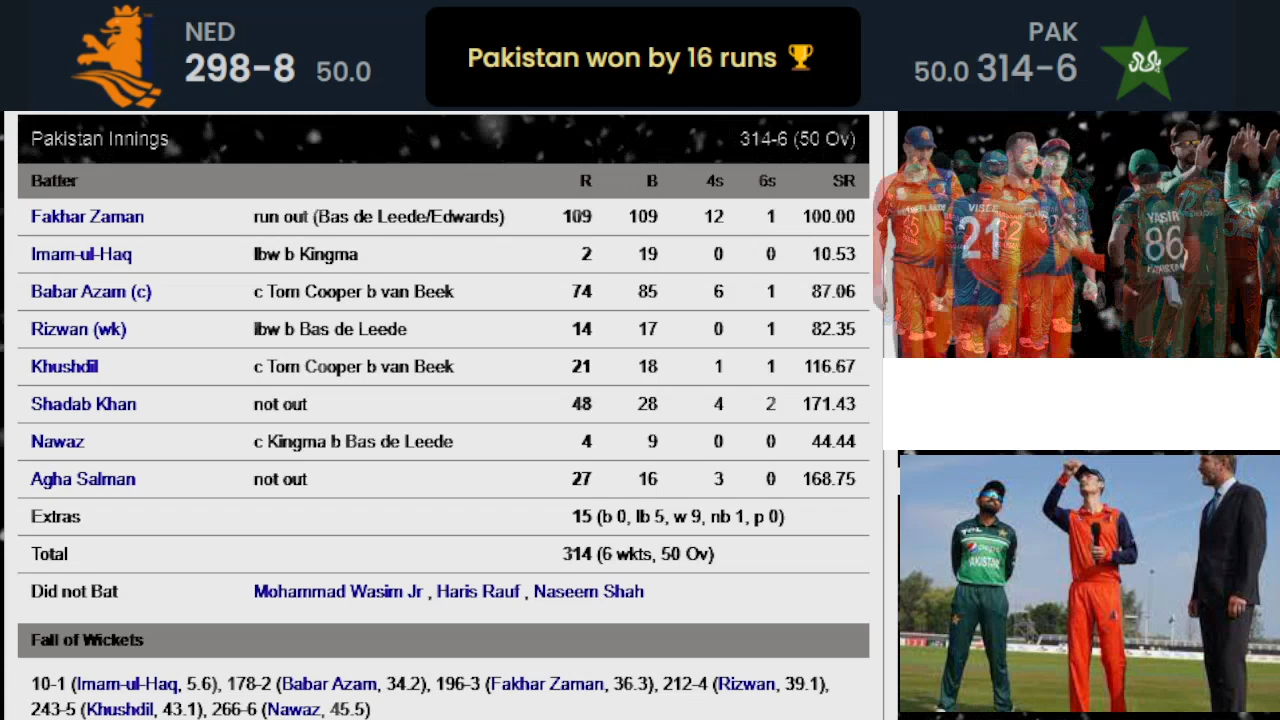 NED
298-8 50.0
Pakistan won by 16 runs 🏆
PAK
50.0 314-6
Pakistan Innings 314-6 (50 Ov)
Batter R B 4s 6s SR
Fakhar Zaman run out (Bas de Leede/Edwards) 109 109 12 1 100.00
Imam-ul-Haq lbw b Kingma 2 19 0 0 10.53
Babar Azam (c) c Tom Cooper b van Beek 74 85 6 1 87.06
Rizwan (wk) lbw b Bas de Leede 14 17 0 1 82.35
Khushdil c Tom Cooper b van Beek 21 18 1 1 116.67
Shadab Khan not out 48 28 4 2 171.43
Nawaz c Kingma b Bas de Leede 4 9 0 0 44.44
Agha Salman not out 27 16 3 0 168.75
Extras 15 (b 0, lb 5, w 9, nb 1, p 0)
Total 314 (6 wkts, 50 Ov)
Did not Bat Mohammad Wasim Jr , Haris Rauf , Naseem Shah
Fall of Wickets
10-1 (Imam-ul-Haq, 5.6), 178-2 (Babar Azam, 34.2), 196-3 (Fakhar Zaman, 36.3), 212-4 (Rizwan, 39.1),
243-5 (Khushdil, 43.1), 266-6 (Nawaz, 45.5)
21
YASIR
86
TCL
PAKISTAN